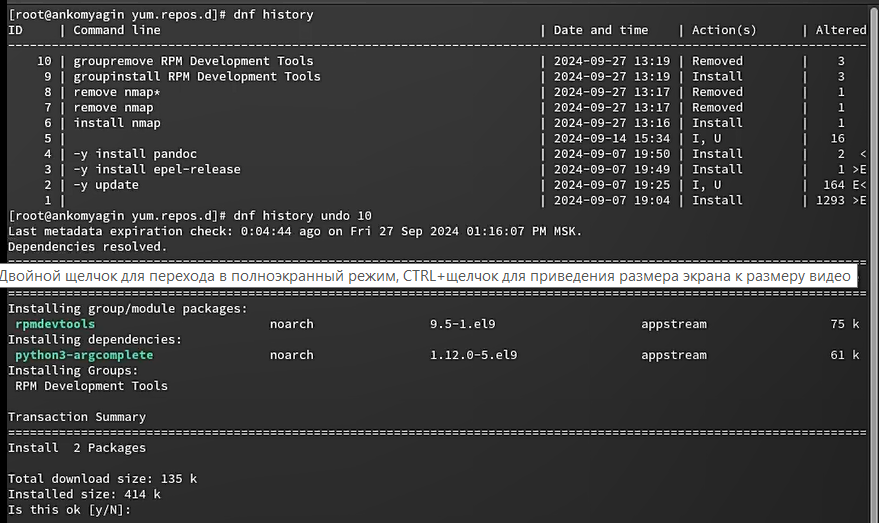 [root@ankomyagin yum.repos.d]# dnf history
ID | Command line | Date and time | Action(s) | Altered
--------------------------------------------------------------------------------
10 | groupremove RPM Development Tools | 2024-09-27 13:19 | Removed | 3
9 | groupinstall RPM Development Tools | 2024-09-27 13:19 | Install | 3
8 | remove nmap* | 2024-09-27 13:17 | Removed | 1
7 | remove nmap | 2024-09-27 13:17 | Removed | 1
6 | install nmap | 2024-09-27 13:16 | Install | 1
5 | | 2024-09-14 15:34 | I, U | 16
4 | -y install pandoc | 2024-09-07 19:50 | Install | 2 <
3 | -y install epel-release | 2024-09-07 19:49 | Install | 1 >E
2 | -y update | 2024-09-07 19:25 | I, U | 164 E<
1 | | 2024-09-07 19:04 | Install | 1293 >E
[root@ankomyagin yum.repos.d]# dnf history undo 10
Last metadata expiration check: 0:04:44 ago on Fri 27 Sep 2024 01:16:07 PM MSK.
Dependencies resolved.
================================================================================
Двойной щелчок для перехода в полноэкранный режим, CTRL+щелчок для приведения размера экрана к размеру видео
================================================================================
Installing group/module packages:
rpmdevtools noarch 9.5-1.el9 appstream 75 k
Installing dependencies:
python3-argcomplete noarch 1.12.0-5.el9 appstream 61 k
Installing Groups:
RPM Development Tools
Transaction Summary
================================================================================
Install 2 Packages
Total download size: 135 k
Installed size: 414 k
Is this ok [y/N]: